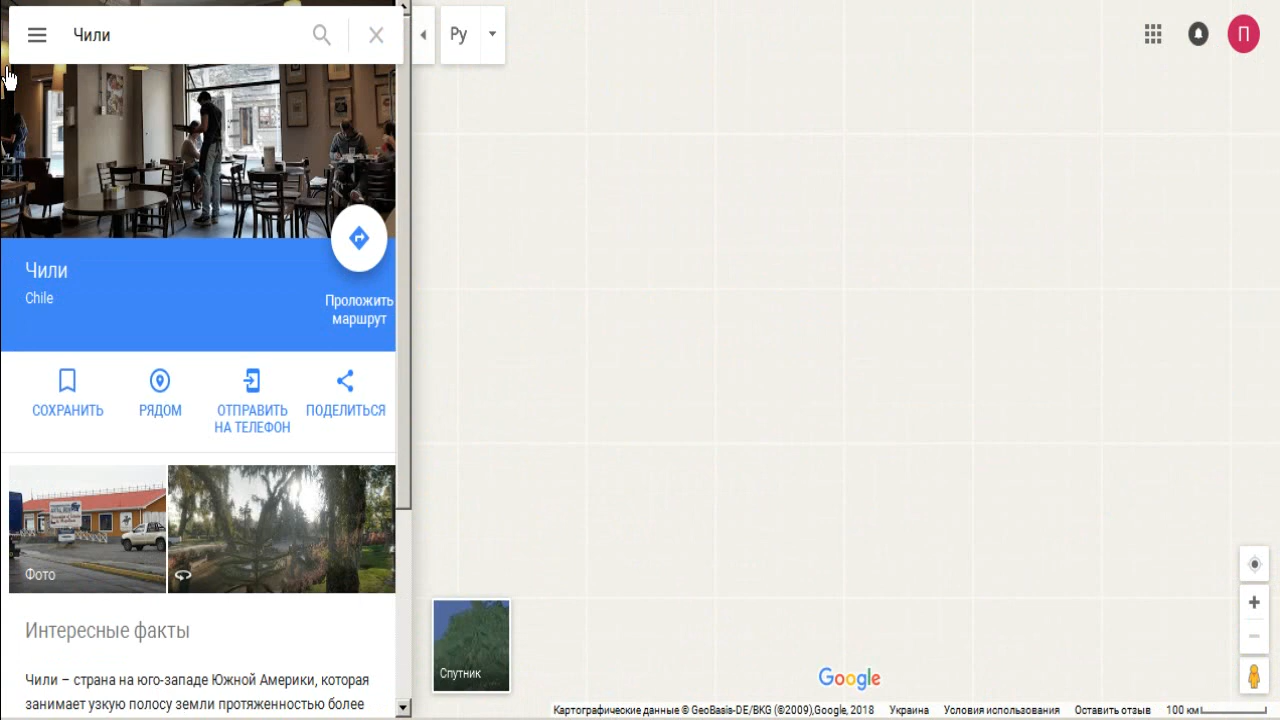 Чили
Ру
П
Чили
Chile
Проложить
маршрут
СОХРАНИТЬ
РЯДОМ
ОТПРАВИТЬ
НА ТЕЛЕФОН
ПОДЕЛИТЬСЯ
Фото
Интересные факты
Чили – страна на юго-западе Южной Америки, которая
занимает узкую полосу земли протяженностью более
Спутник
Google
Картографические данные © GeoBasis-DE/BKG (©2009),Google, 2018 Украина Условия использования Оставить отзыв 100 км